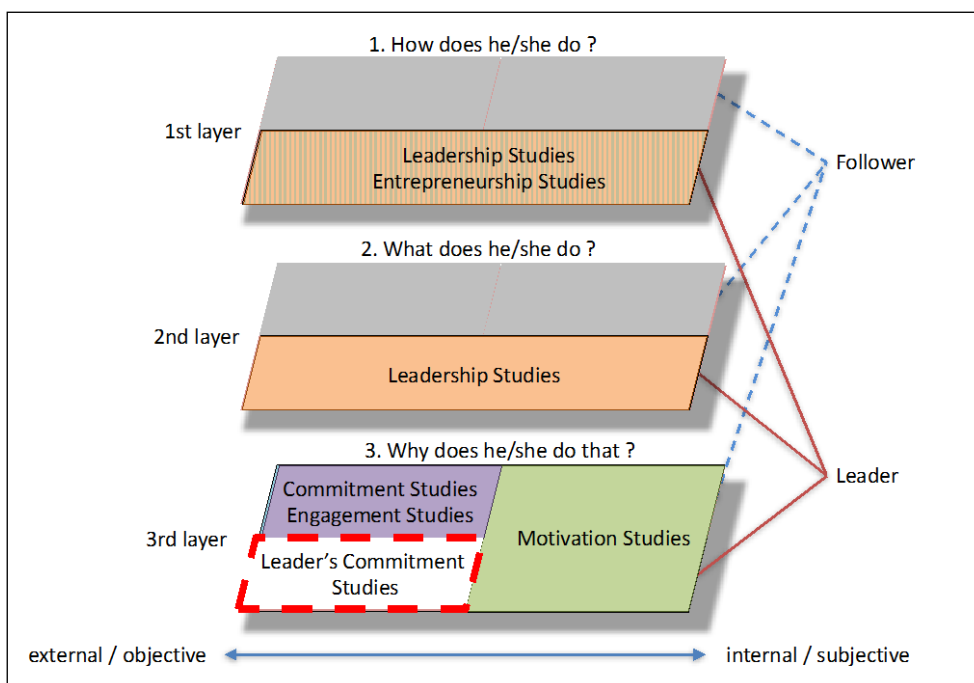 1. How does he/she do ?
1st layer
Leadership Studies
Entrepreneurship Studies
Follower
2. What does he/she do ?
2nd layer
Leadership Studies
3. Why does he/she do that ?
Commitment Studies
Engagement Studies
Leader
3rd layer
Motivation Studies
Leader's Commitment
Studies
external / objective
internal / subjective